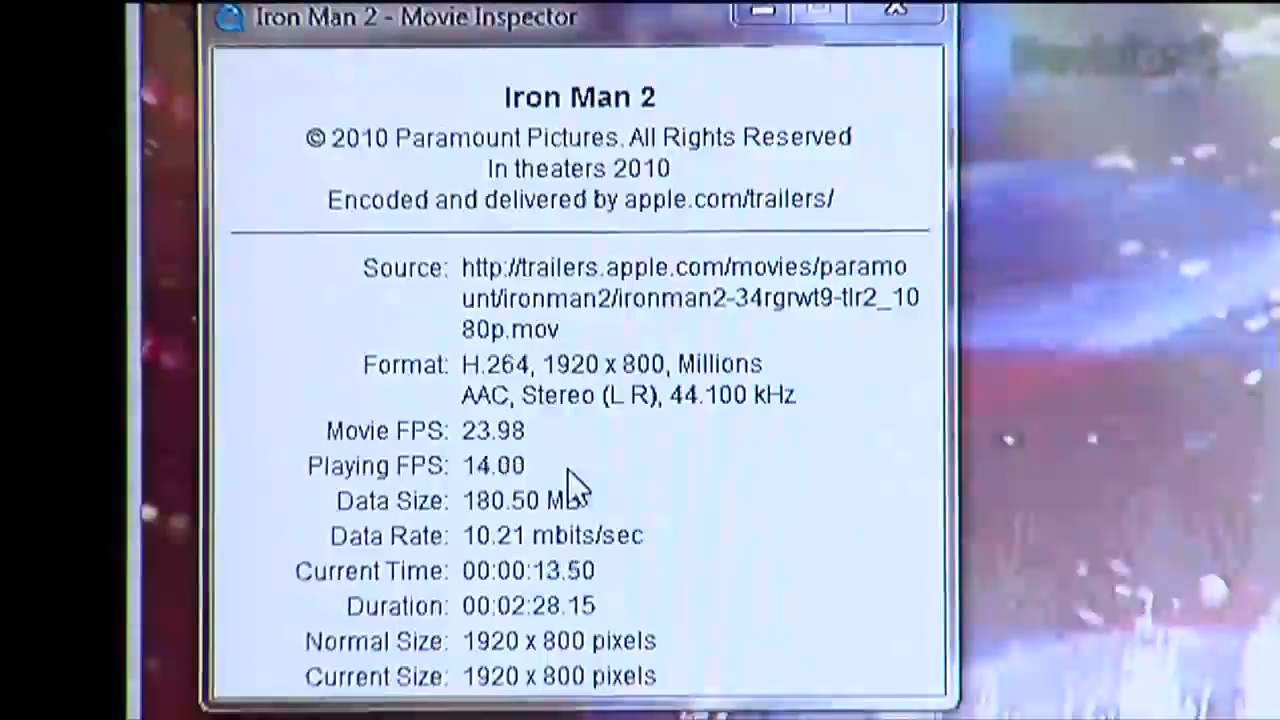 Iron Man 2 - Movie Inspector
Iron Man 2
© 2010 Paramount Pictures. All Rights Reserved
In theaters 2010
Encoded and delivered by apple.com/trailers/
Source: http://trailers.apple.com/movies/paramo
unt/ironman2/ironman2-34rgrwt9-tlr2_10
80p.mov
Format: H.264, 1920 x 800, Millions
AAC, Stereo (L R), 44.100 kHz
Movie FPS: 23.98
Playing FPS: 14.00
Data Size: 180.50
Data Rate: 10.21 mbits/sec
Current Time: 00:00:13.50
Duration: 00:02:28.15
Normal Size: 1920 x 800 pixels
Current Size: 1920 x 800 pixels